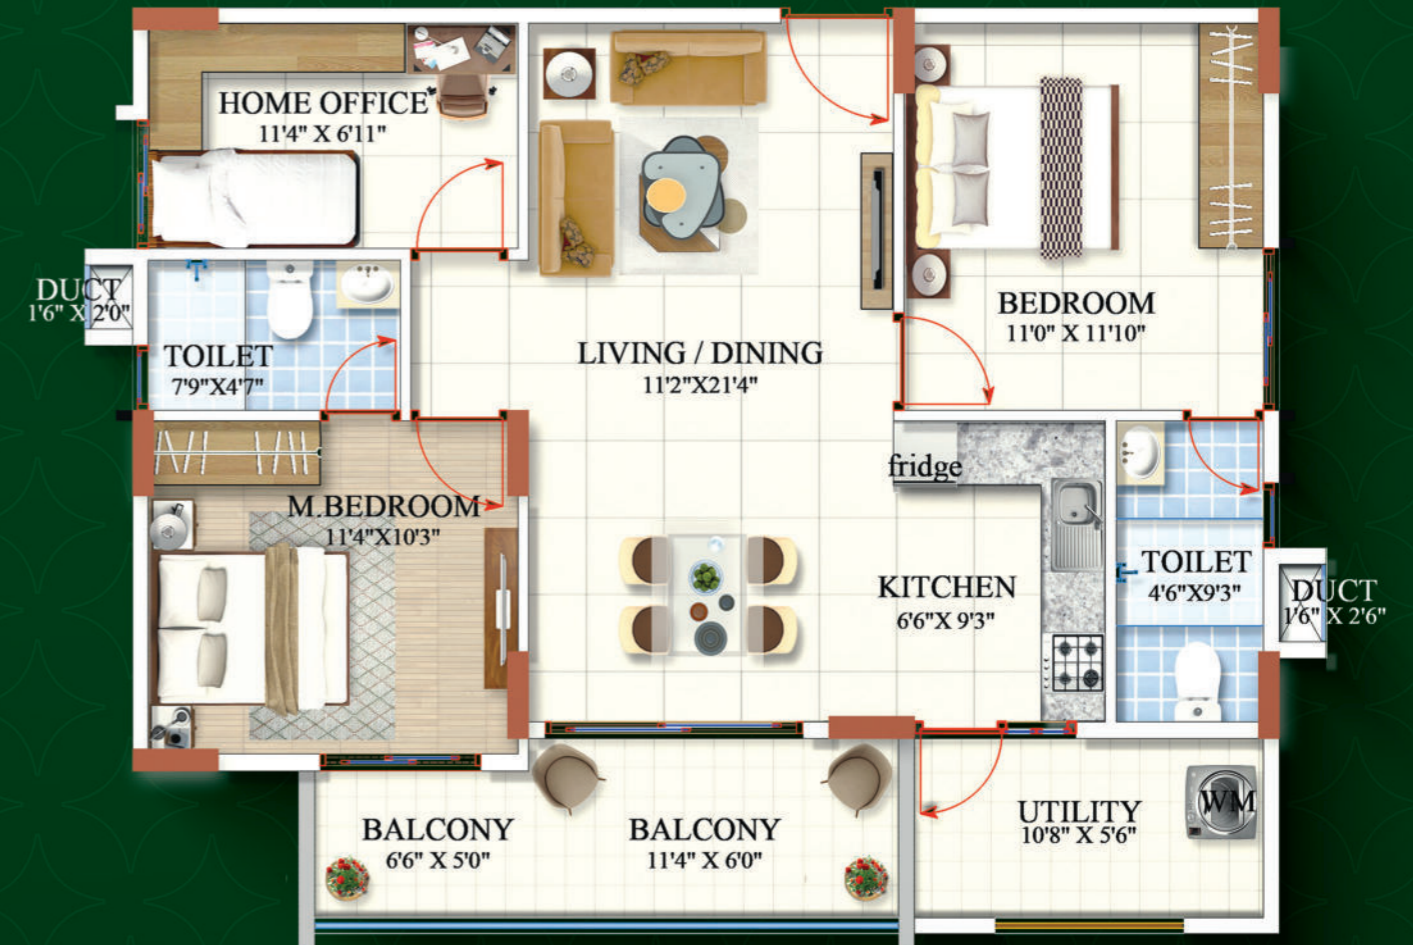 HOME OFFICE
11'4" X 6'11"
DUCT
1'6" X 2'0"
TOILET
7'9"X4'7"
LIVING / DINING
11'2"X21'4"
BEDROOM
11'0" X 11'10"
M.BEDROOM
11'4"X10'3"
fridge
KITCHEN
6'6"X 9'3"
TOILET
4'6"X9'3"
DUCT
1'6" X 2'6"
BALCONY
6'6" X 5'0"
BALCONY
11'4" X 6'0"
UTILITY
10'8" X 5'6"
WM